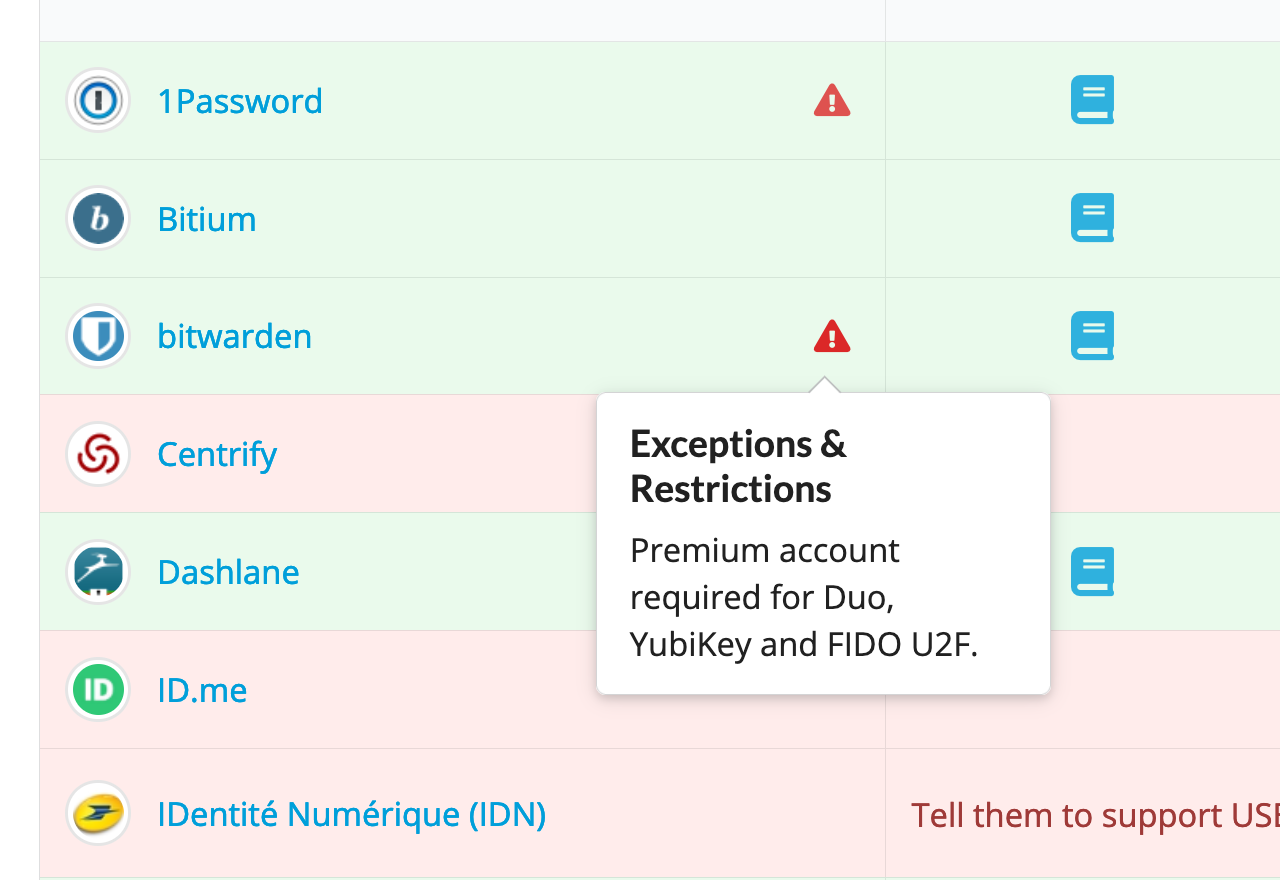 1Password
b
Bitium
bitwarden
Centrify
Exceptions &
Restrictions
Premium account
required for Duo,
YubiKey and FIDO U2F.
Dashlane
ID
ID.me
IDentité Numérique (IDN)
Tell them to support USB